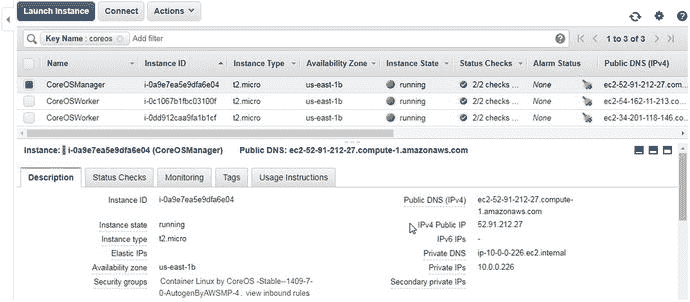 Launch Instance Connect Actions
Key Name : coreos Add filter 1 to 3 of 3
Name Instance ID Instance Type Availability Zone Instance State Status Checks Alarm Status Public DNS (IPv4)
CoreOSManager i-0a9e7ea5e9dfa6e04 t2.micro us-east-1b running 2/2 checks ... None ec2-52-91-212-27.co...
CoreOSWorker i-0c1067b1fbc03100f t2.micro us-east-1b running 2/2 checks ... None ec2-54-162-11-213.co...
CoreOSWorker i-0dd912caa9fa1b1cf t2.micro us-east-1b running 2/2 checks ... None ec2-34-201-118-146.co...
Instance: i-0a9e7ea5e9dfa6e04 (CoreOSManager) Public DNS: ec2-52-91-212-27.compute-1.amazonaws.com
Description Status Checks Monitoring Tags Usage Instructions
Instance ID i-0a9e7ea5e9dfa6e04 Public DNS (IPv4) ec2-52-91-212-27.compute-
1.amazonaws.com
Instance state running IPv4 Public IP 52.91.212.27
Instance type t2.micro IPv6 IPs -
Elastic IPs Private DNS ip-10-0-0-226.ec2.internal
Availability zone us-east-1b Private IPs 10.0.0.226
Security groups Container Linux by CoreOS -Stable--1409-7- Secondary private IPs
0-AutogenByAWSMP-4. view inbound rules